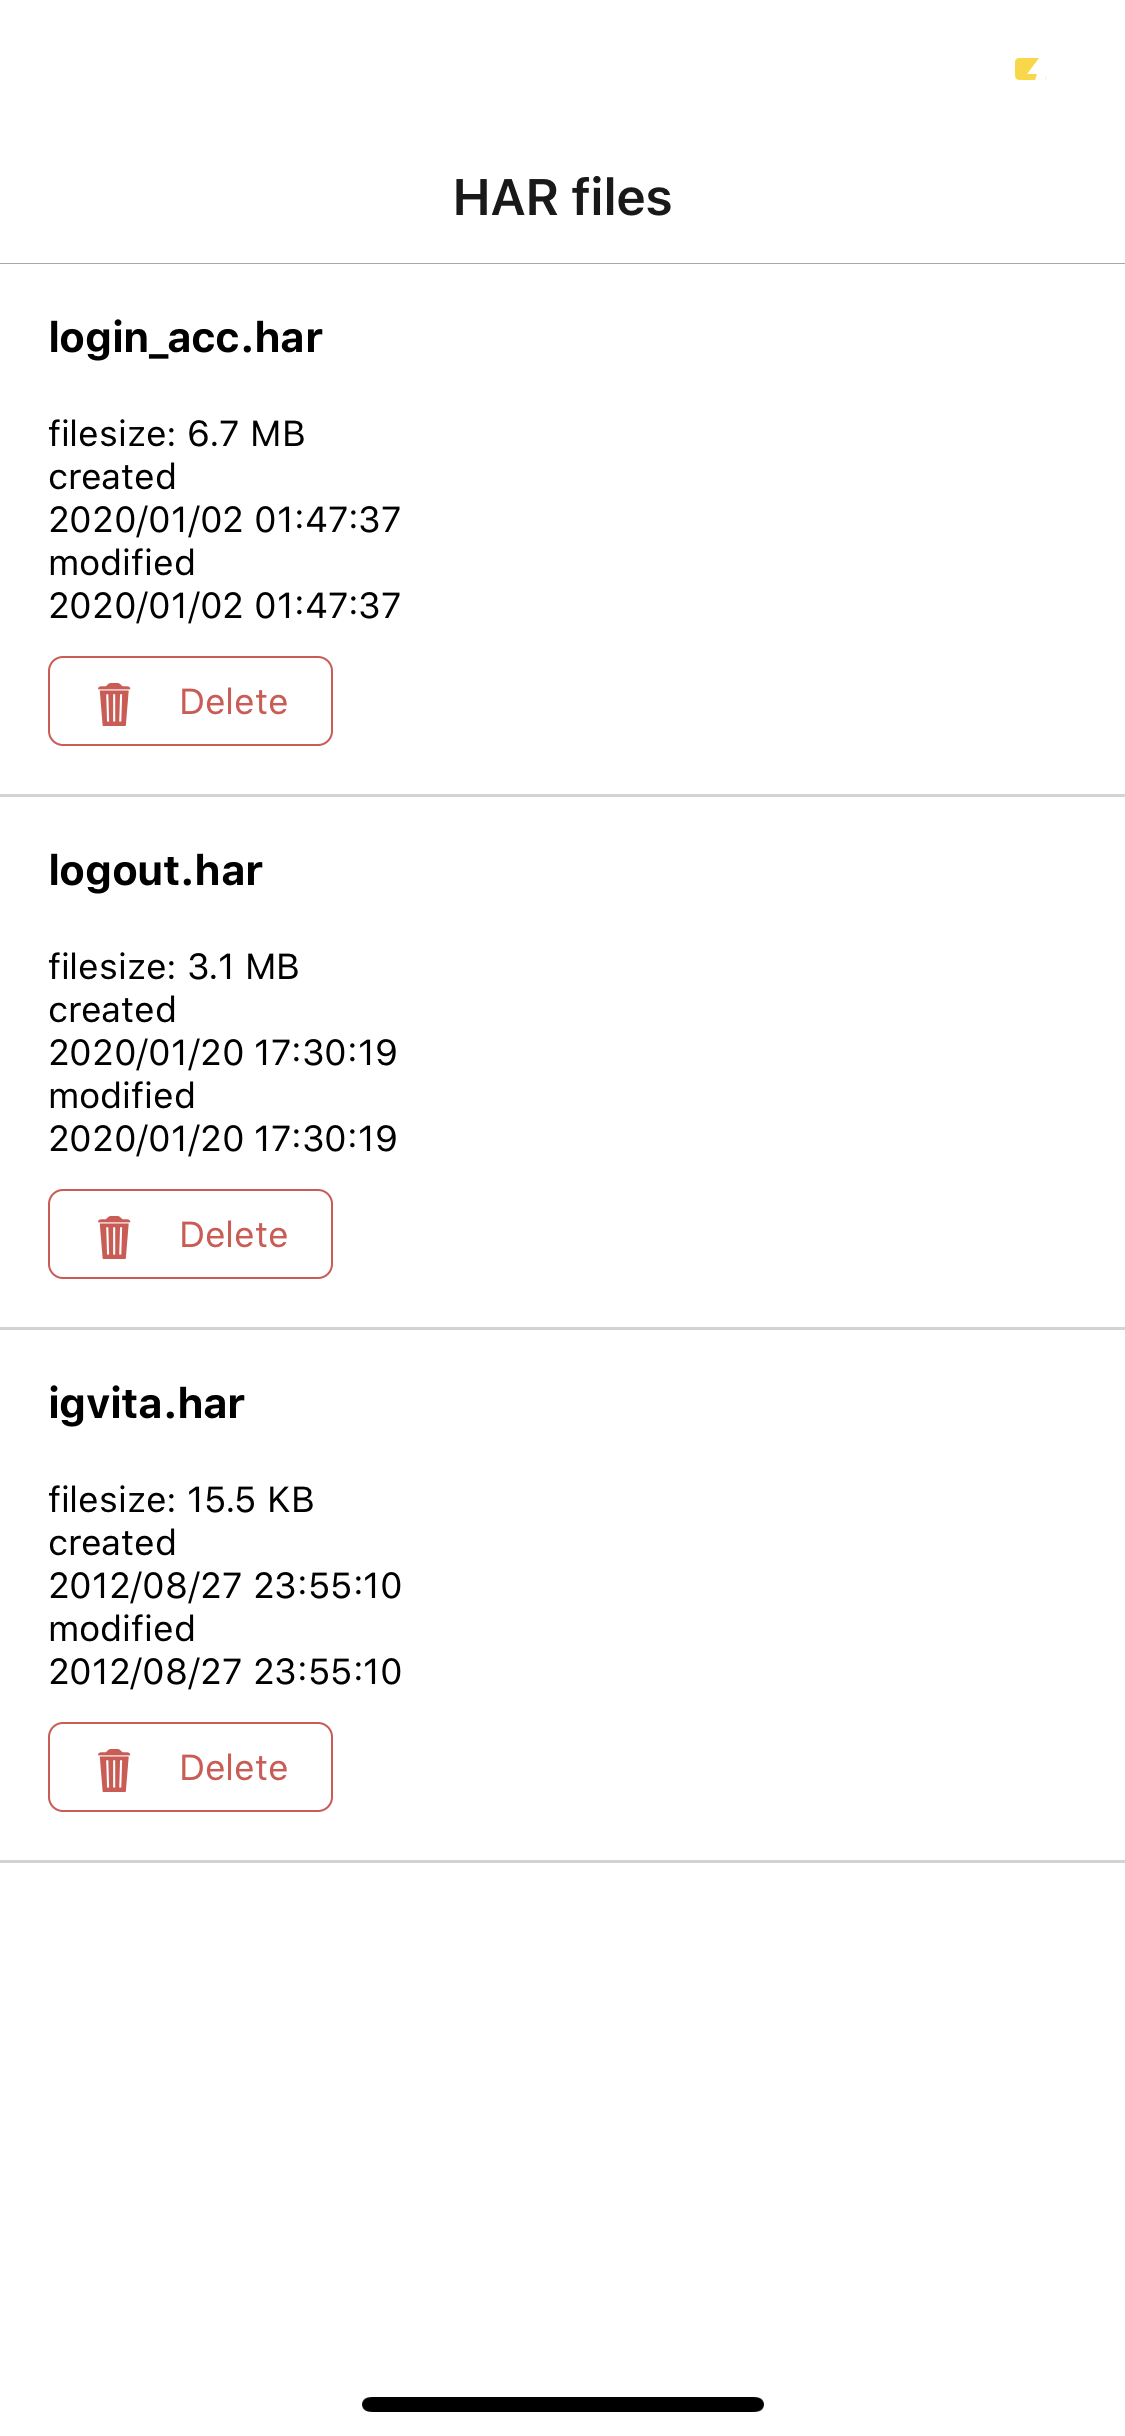 HAR files
login_acc.har
filesize: 6.7 MB
created
2020/01/02 01:47:37
modified
2020/01/02 01:47:37
Delete
logout.har
filesize: 3.1 MB
created
2020/01/20 17:30:19
modified
2020/01/20 17:30:19
Delete
igvita.har
filesize: 15.5 KB
created
2012/08/27 23:55:10
modified
2012/08/27 23:55:10
Delete